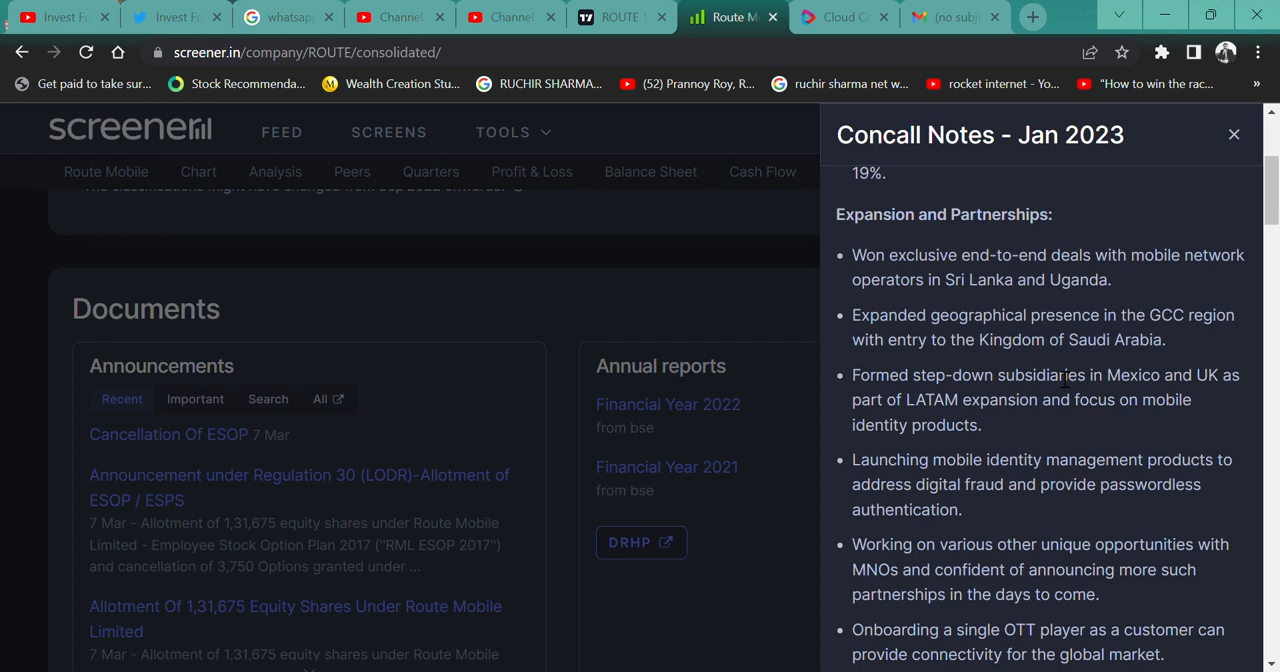 Invest Fo
Invest Fo
whatsap
Channel
Channel
ROUTE
Route M
Cloud C
(no subj
screener.in/company/ROUTE/consolidated/
Get paid to take sur...
Stock Recommenda...
Wealth Creation Stu...
RUCHIR SHARMA...
(52) Prannoy Roy, R...
ruchir sharma net w...
rocket internet - Yo...
"How to win the rac...
»
screener
FEED
SCREENS
TOOLS
Route Mobile
Chart
Analysis
Peers
Quarters
Profit & Loss
Balance Sheet
Cash Flow
Documents
Announcements
Recent
Important
Search
All
Cancellation Of ESOP 7 Mar
Announcement under Regulation 30 (LODR)-Allotment of
ESOP / ESPS
7 Mar - Allotment of 1,31,675 equity shares under Route Mobile
Limited - Employee Stock Option Plan 2017 ("RML ESOP 2017")
and cancellation of 3,750 Options granted under ...
Allotment Of 1,31,675 Equity Shares Under Route Mobile
Limited
7 Mar - Allotment of 1,31,675 equity shares under Route Mobile
Annual reports
Financial Year 2022
from bse
Financial Year 2021
from bse
DRHP
Concall Notes - Jan 2023
19%.
Expansion and Partnerships:
• Won exclusive end-to-end deals with mobile network
operators in Sri Lanka and Uganda.
• Expanded geographical presence in the GCC region
with entry to the Kingdom of Saudi Arabia.
• Formed step-down subsidiaries in Mexico and UK as
part of LATAM expansion and focus on mobile
identity products.
• Launching mobile identity management products to
address digital fraud and provide passwordless
authentication.
• Working on various other unique opportunities with
MNOs and confident of announcing more such
partnerships in the days to come.
• Onboarding a single OTT player as a customer can
provide connectivity for the global market.